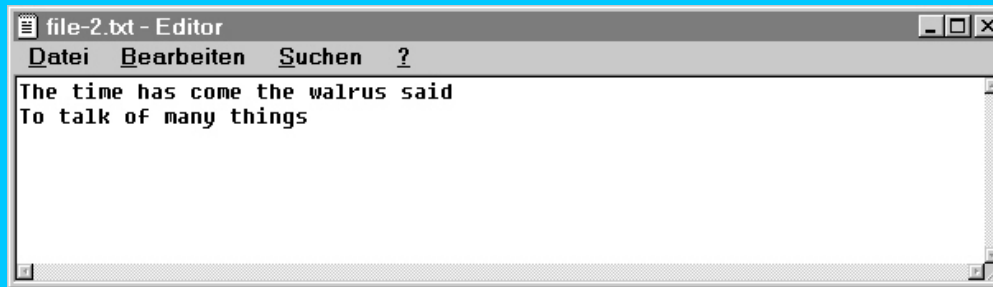 file-2.txt - Editor
Datei Bearbeiten Suchen ?
The time has come the walrus said
To talk of many things